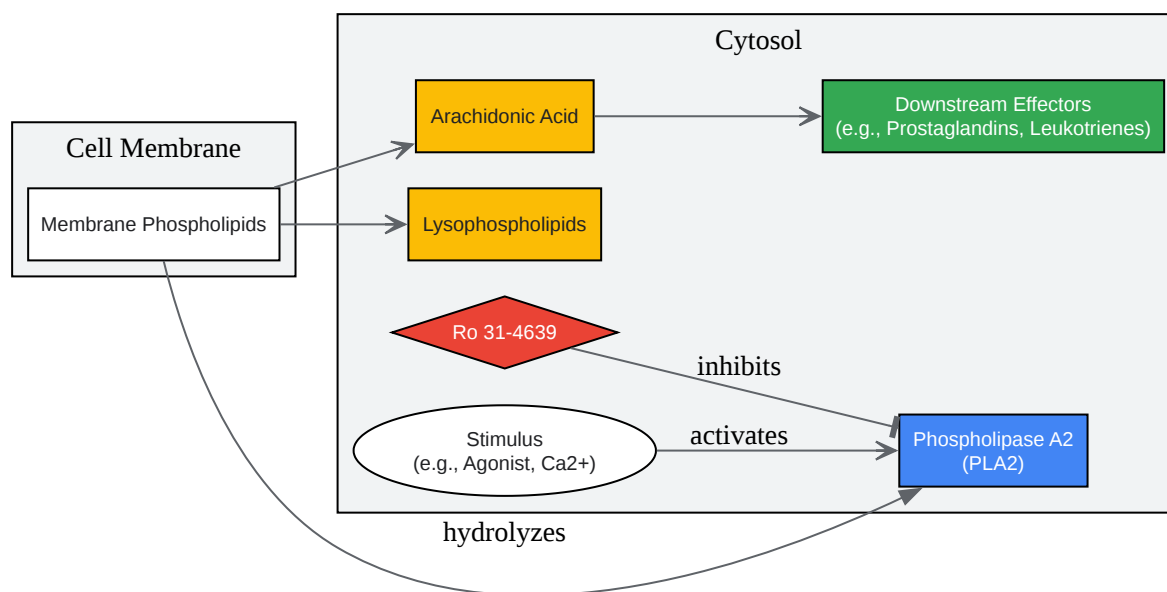 Cytosol
Arachidonic Acid
Downstream Effectors
(e.g., Prostaglandins, Leukotrienes)
Cell Membrane
Membrane Phospholipids
Lysophospholipids
Ro 31-4639
inhibits
Stimulus
(e.g., Agonist, Ca2+)
activates
Phospholipase A2
(PLA2)
hydrolyzes